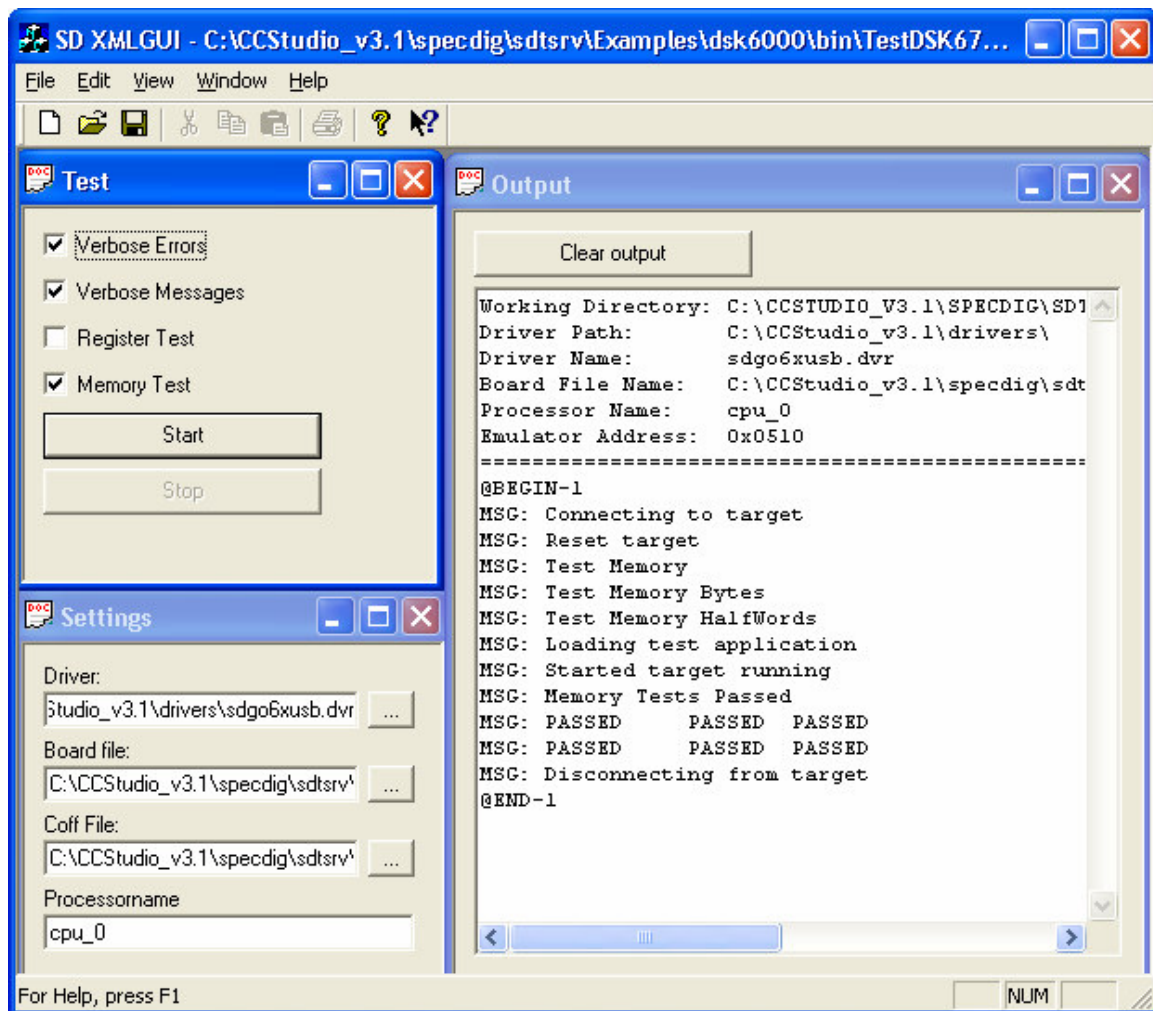 SD XMLGUI - C:\CCStudio_v3.1\specdig\sdtsrv\Examples\dsk6000\bin\TestDSK67...
File Edit View Window Help
Test
Verbose Errors
Verbose Messages
Register Test
Memory Test
Start
Stop
Settings
Driver:
Studio_v3.1\drivers\sdgo6xusb.dvr ...
Board file:
C:\CCStudio_v3.1\specdig\sdtsrv\ ...
Coff File:
C:\CCStudio_v3.1\specdig\sdtsrv\ ...
Processorname
cpu_0
Output
Clear output
Working Directory: C:\CCSTUDIO_V3.1\SPECDIG\SDT
Driver Path: C:\CCStudio_v3.1\drivers\
Driver Name: sdgo6xusb.dvr
Board File Name: C:\CCStudio_v3.1\specdig\sdt
Processor Name: cpu_0
Emulator Address: 0x0510
===============================================
@BEGIN-1
MSG: Connecting to target
MSG: Reset target
MSG: Test Memory
MSG: Test Memory Bytes
MSG: Test Memory HalfWords
MSG: Loading test application
MSG: Started target running
MSG: Memory Tests Passed
MSG: PASSED PASSED PASSED
MSG: PASSED PASSED PASSED
MSG: Disconnecting from target
@END-1
For Help, press F1
NUM